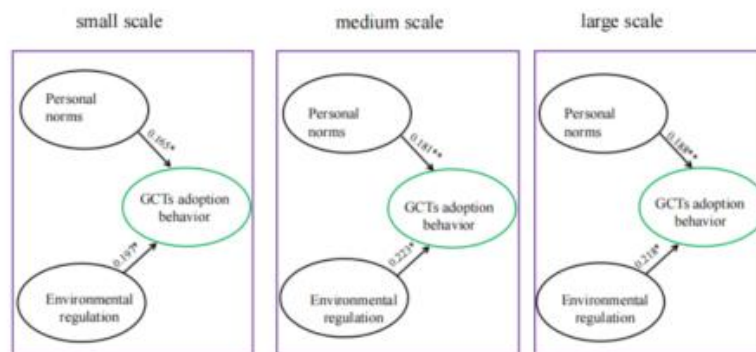 small scale
medium scale
large scale
Personal
norms
0.165*
GCTs adoption
behavior
0.197*
Environmental
regulation
Personal
norms
0.181**
GCTs adoption
behavior
0.223*
Environmental
regulation
Personal
norms
0.188**
GCTs adoption
behavior
0.218*
Environmental
regulation